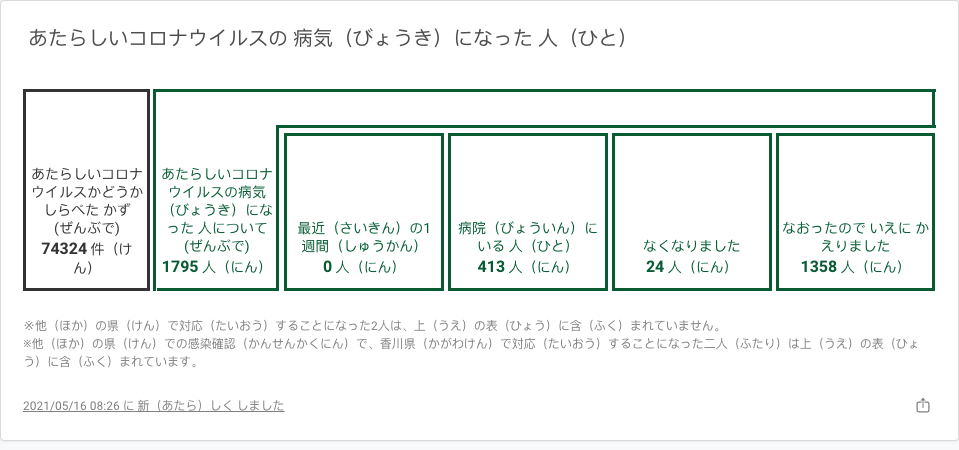 あたらしいコロナウイルスの 病気（びょうき）になった 人（ひと）
あたらしいコロナ
ウイルスかどうか
しらべた かず
(ぜんぶで)
74324 件（け
ん）
あたらしいコロナ
ウイルスの病気
（びょうき）にな
った 人について
(ぜんぶで)
1795 人（にん）
最近（さいきん）の1
週間（しゅうかん）
0 人（にん）
病院（びょういん）に
いる 人（ひと）
413 人（にん）
なくなりました
24 人（にん）
なおったので いえに か
えりました
1358 人（にん）
※他（ほか）の県（けん）で対応（たいおう）することになった2人は、上（うえ）の表（ひょう）に含（ふく）まれていません。
※他（ほか）の県（けん）での感染確認（かんせんかくにん）で、香川県（かがわけん）で対応（たいおう）することになった二人（ふたり）は上（うえ）の表（ひょ
う）に含（ふく）まれています。
2021/05/16 08:26 に 新（あたら）しく しました